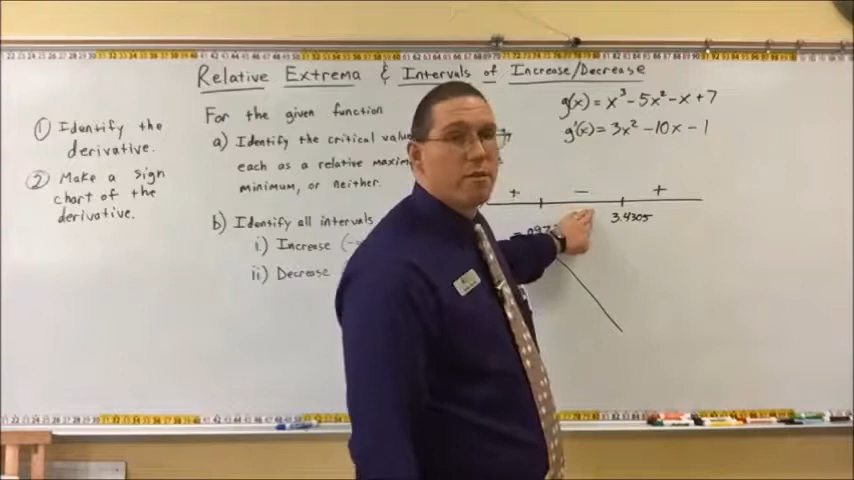 Relative Extrema & Intervals of Increase/Decrease
① Identify the
derivative.
② Make a sign
chart of the
derivative.
For the given function
a) Identify the critical value
each as a relative maxim
minimum, or neither.
b) Identify all intervals
i) Increase (-
ii) Decrease
g(x) = x³ - 5x² - x + 7
g'(x) = 3x² - 10x - 1
+ - +
-.097 3.4305